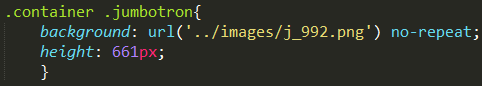 .container .jumbotron{
background: url('../images/j_992.png') no-repeat;
height: 661px;
}